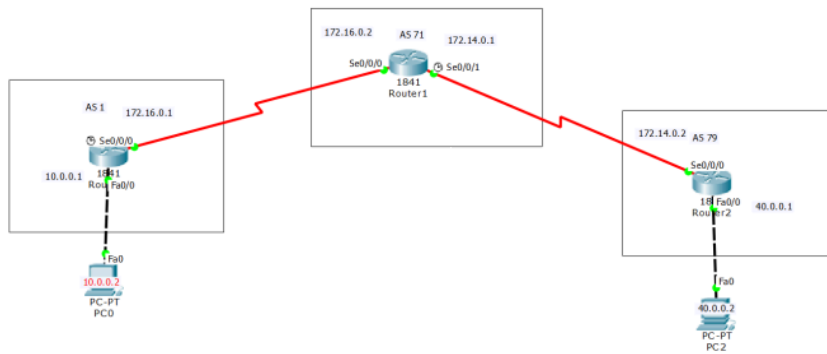 AS 71
172.16.0.2
172.14.0.1
Se0/0/0
Se0/0/1
1841
Router1
AS 1
172.16.0.1
Se0/0/0
10.0.0.1
1841
Fa0/0
Fa0
10.0.0.2
PC-PT
PC0
172.14.0.2
AS 79
Se0/0/0
18
Fa0/0
40.0.0.1
Router2
Fa0
40.0.0.2
PC-PT
PC2